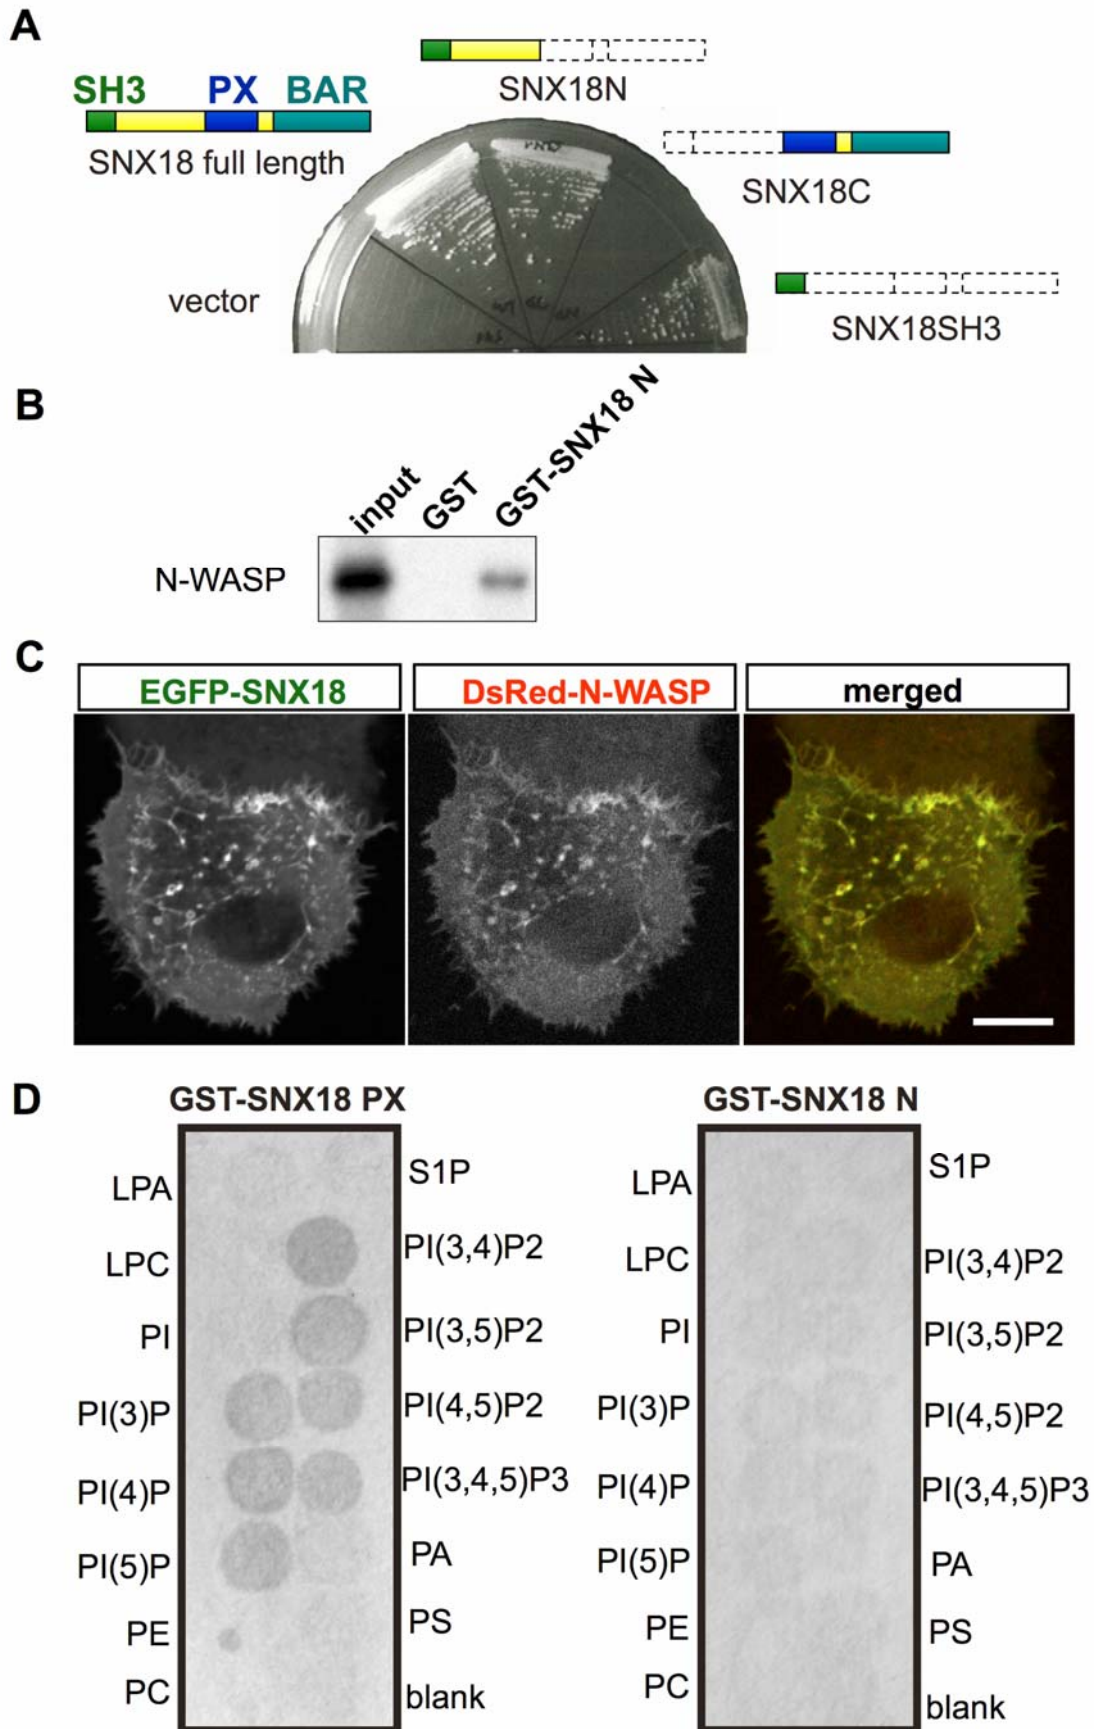 A
SH3 PX BAR
SNX18 full length
SNX18N
SNX18C
vector
SNX18SH3
B
input
GST
GST-SNX18 N
N-WASP
C
EGFP-SNX18
DsRed-N-WASP
merged
D
GST-SNX18 PX
LPA
S1P
LPC
PI(3,4)P2
PI
PI(3,5)P2
PI(3)P
PI(4,5)P2
PI(4)P
PI(3,4,5)P3
PI(5)P
PA
PE
PS
PC
blank
GST-SNX18 N
LPA
S1P
LPC
PI(3,4)P2
PI
PI(3,5)P2
PI(3)P
PI(4,5)P2
PI(4)P
PI(3,4,5)P3
PI(5)P
PA
PE
PS
PC
blank